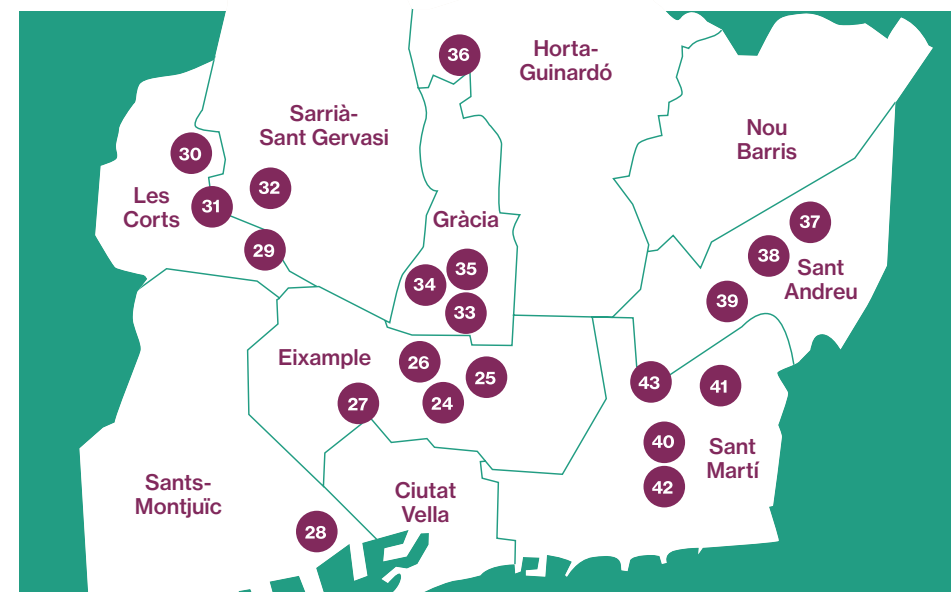 36
Horta-
Guinardó
Sarrià-
Sant Gervasi
Nou
Barris
30
32
Les
Corts
31
Gràcia
37
29
38
35
34
Sant
Andreu
39
33
Eixample
26
25
43
41
27
24
40
Sant
Martí
Sants-
Montjuïc
Ciutat
Vella
42
28